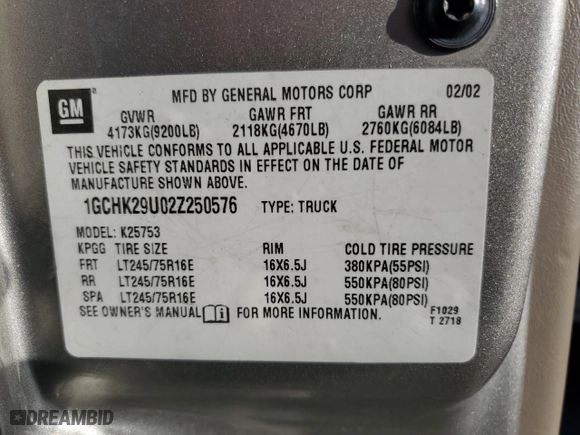 MFD BY GENERAL MOTORS CORP 02/02
GM
GVWR GAWR FRT GAWR RR
4173KG(9200LB) 2118KG(4670LB) 2760KG(6084LB)
THIS VEHICLE CONFORMS TO ALL APPLICABLE U.S. FEDERAL MOTOR
VEHICLE SAFETY STANDARDS IN EFFECT ON THE DATE OF
MANUFACTURE SHOWN ABOVE.
1GCHK29U02Z250576 TYPE: TRUCK
MODEL: K25753
KPGG TIRE SIZE RIM COLD TIRE PRESSURE
FRT LT245/75R16E 16X6.5J 380KPA(55PSI)
RR LT245/75R16E 16X6.5J 550KPA(80PSI)
SPA LT245/75R16E 16X6.5J 550KPA(80PSI)
SEE OWNER'S MANUAL FOR MORE INFORMATION. F1029
T 2718
DREAMBID